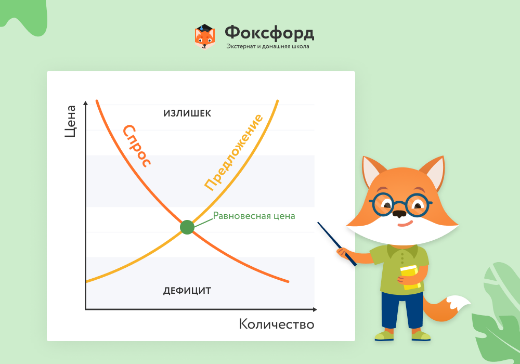 Фоксфорд
Экстернат и домашняя школа
Цена
ИЗЛИШЕК
Спрос
Предложение
Равновесная цена
ДЕФИЦИТ
Количество